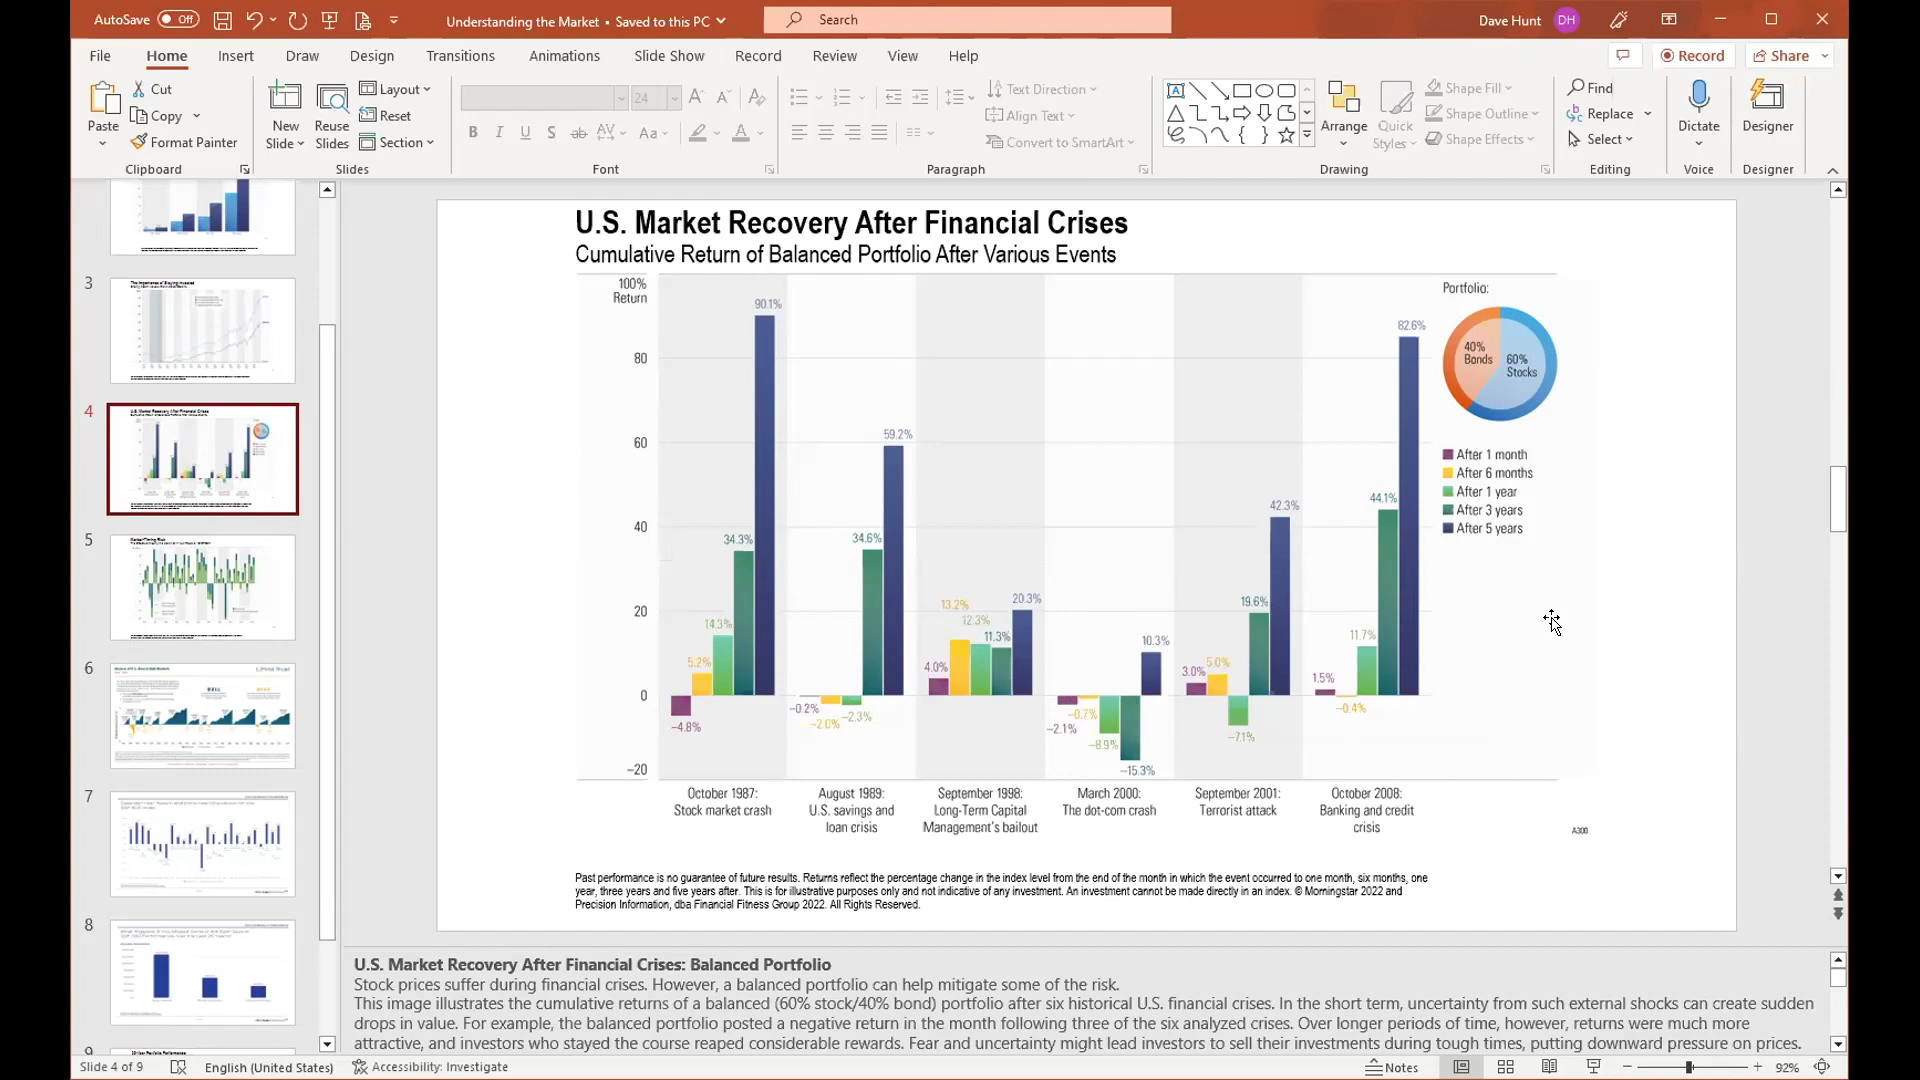 AutoSave Off
Understanding the Market • Saved to this PC
Search
Dave Hunt DH
File Home Insert Draw Design Transitions Animations Slide Show Record Review View Help
Record Share
Paste
Cut
Copy
Format Painter
Clipboard
New Slide
Reuse Slides
Layout
Reset
Section
Slides
24
Font
Text Direction
Align Text
Convert to SmartArt
Paragraph
Arrange
Quick Styles
Shape Fill
Shape Outline
Shape Effects
Drawing
Find
Replace
Select
Editing
Dictate
Voice
Designer
Designer
3
The Importance of Staying Invested
4
U.S. Market Recovery After Financial Crises
5
Market-Timing Risk
6
7
8
9
U.S. Market Recovery After Financial Crises
Cumulative Return of Balanced Portfolio After Various Events
100%
Return
80
60
40
20
0
–20
–4.8% 5.2% 14.3% 34.3% 90.1%
–0.2% –2.0% –2.3% 34.6% 59.2%
4.0% 13.2% 12.3% 11.3% 20.3%
–2.1% –0.7% –8.9% –15.3% 10.3%
3.0% 5.0% –7.1% 19.6% 42.3%
1.5% –0.4% 11.7% 44.1% 82.6%
Portfolio:
40% Bonds
60% Stocks
After 1 month
After 6 months
After 1 year
After 3 years
After 5 years
October 1987:
Stock market crash
August 1989:
U.S. savings and
loan crisis
September 1998:
Long-Term Capital
Management's bailout
March 2000:
The dot-com crash
September 2001:
Terrorist attack
October 2008:
Banking and credit
crisis
A300
Past performance is no guarantee of future results. Returns reflect the percentage change in the index level from the end of the month in which the event occurred to one month, six months, one
year, three years and five years after. This is for illustrative purposes only and not indicative of any investment. An investment cannot be made directly in an index. © Morningstar 2022 and
Precision Information, dba Financial Fitness Group 2022. All Rights Reserved.
U.S. Market Recovery After Financial Crises: Balanced Portfolio
Stock prices suffer during financial crises. However, a balanced portfolio can help mitigate some of the risk.
This image illustrates the cumulative returns of a balanced (60% stock/40% bond) portfolio after six historical U.S. financial crises. In the short term, uncertainty from such external shocks can create sudden
drops in value. For example, the balanced portfolio posted a negative return in the month following three of the six analyzed crises. Over longer periods of time, however, returns were much more
attractive, and investors who stayed the course reaped considerable rewards. Fear and uncertainty might lead investors to sell their investments during tough times, putting downward pressure on prices.
Slide 4 of 9 English (United States) Accessibility: Investigate Notes 92%